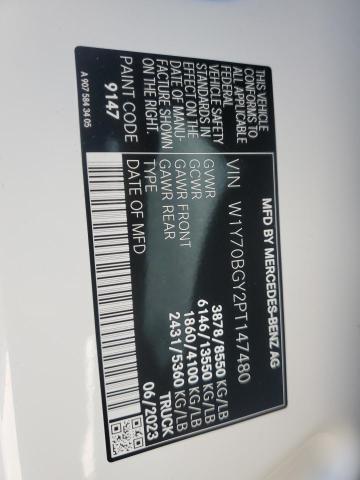 MFD BY MERCEDES-BENZ AG
VIN W1Y70BGY2PT147480
GVWR 3878/8550 KG/LB
GCWR 6146/13550 KG/LB
GAWR FRONT 1860/4100 KG/LB
GAWR REAR 2431/5360 KG/LB
THIS VEHICLE
CONFORMS TO
ALL APPLICABLE
FEDERAL MOTOR
VEHICLE SAFETY
STANDARDS IN
EFFECT ON THE
DATE OF MANU-
FACTURE SHOWN
ON THE RIGHT.
TYPE TRUCK
DATE OF MFD 06/2023
PAINT CODE
9147
A 907 584 34 05